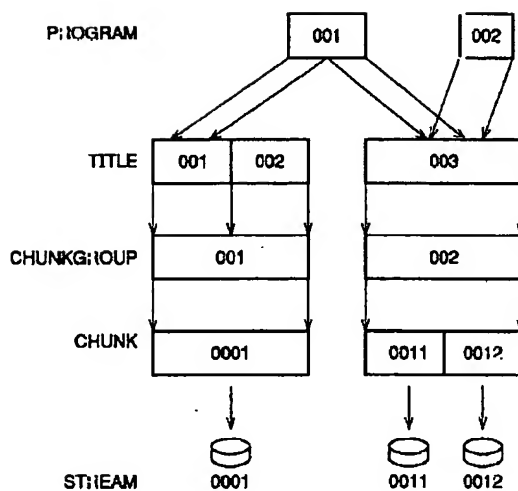 PROGRAM 001 002
TITLE 001 002 003
CHUNKGROUP 001 002
CHUNK 0001 0011 0012
STREAM 0001 0011 0012